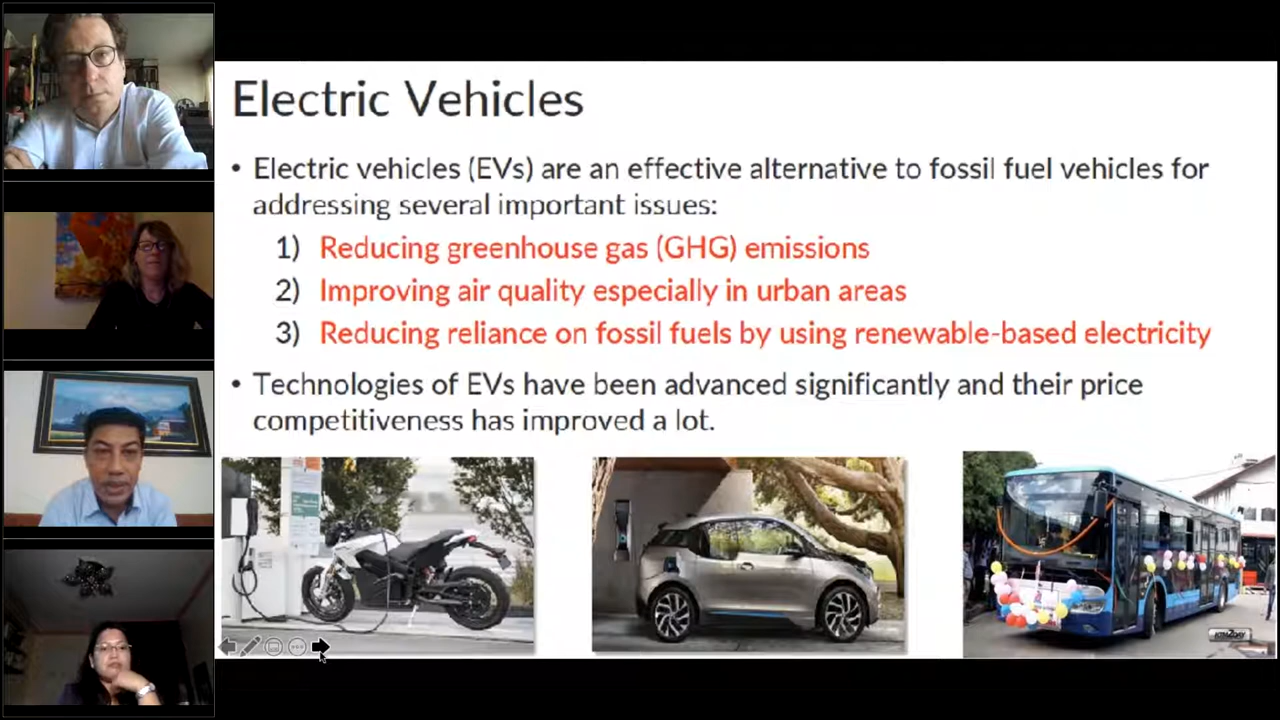 Electric Vehicles
• Electric vehicles (EVs) are an effective alternative to fossil fuel vehicles for
addressing several important issues:
1) Reducing greenhouse gas (GHG) emissions
2) Improving air quality especially in urban areas
3) Reducing reliance on fossil fuels by using renewable-based electricity
• Technologies of EVs have been advanced significantly and their price
competitiveness has improved a lot.